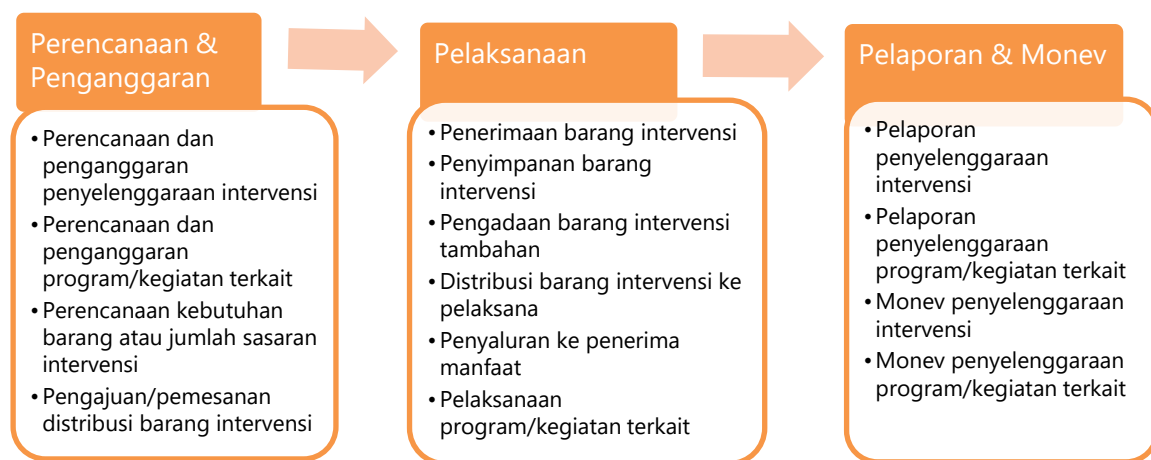 Perencanaan &
Penganggaran
• Perencanaan dan
penganggaran
penyelenggaraan intervensi
• Perencanaan dan
penganggaran
program/kegiatan terkait
• Perencanaan kebutuhan
barang atau jumlah sasaran
intervensi
• Pengajuan/pemesanan
distribusi barang intervensi
Pelaksanaan
• Penerimaan barang intervensi
• Penyimpanan barang
intervensi
• Pengadaan barang intervensi
tambahan
• Distribusi barang intervensi ke
pelaksana
• Penyaluran ke penerima
manfaat
• Pelaksanaan
program/kegiatan terkait
Pelaporan & Monev
• Pelaporan
penyelenggaraan
intervensi
• Pelaporan
penyelenggaraan
program/kegiatan terkait
• Monev penyelenggaraan
intervensi
• Monev penyelenggaraan
program/kegiatan terkait